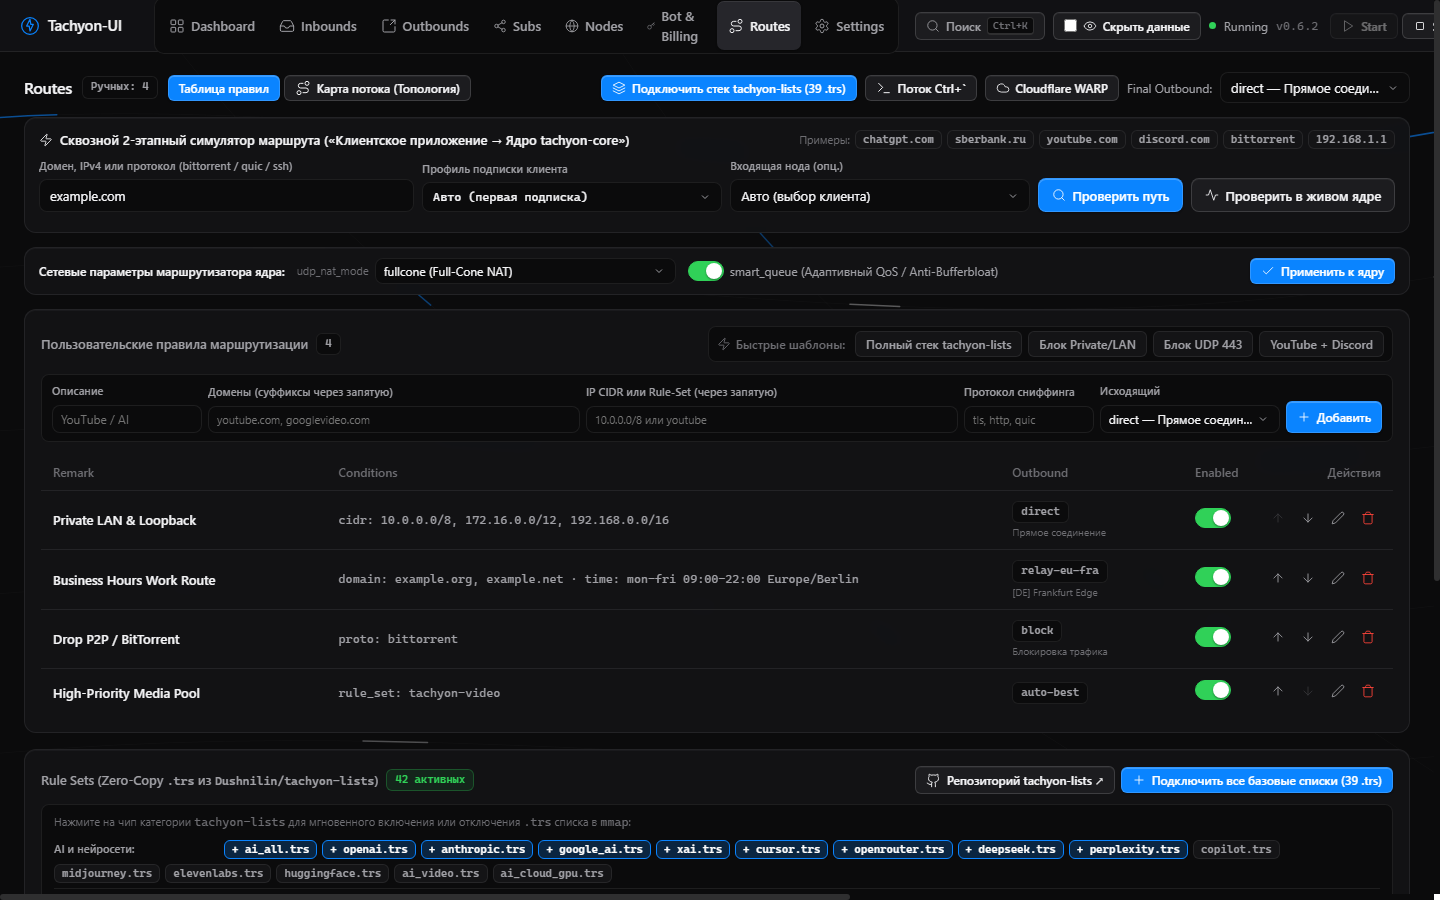 Tachyon-UI
Dashboard
Inbounds
Outbounds
Subs
Nodes
Bot &
Billing
Routes
Settings
Поиск Ctrl+K
Скрыть данные
Running v0.6.2
Start
Routes
Ручных: 4
Таблица правил
Карта потока (Топология)
Подключить стек tachyon-lists (39 .trs)
Поток Ctrl+`
Cloudflare WARP
Final Outbound:
direct — Прямое соеди...
Сквозной 2-этапный симулятор маршрута («Клиентское приложение → Ядро tachyon-core»)
Примеры: chatgpt.com sberbank.ru youtube.com discord.com bittorrent 192.168.1.1
Домен, IPv4 или протокол (bittorrent / quic / ssh)
Профиль подписки клиента
Входящая нода (опц.)
example.com
Авто (первая подписка)
Авто (выбор клиента)
Проверить путь
Проверить в живом ядре
Сетевые параметры маршрутизатора ядра:
udp_nat_mode
fullcone (Full-Cone NAT)
smart_queue (Адаптивный QoS / Anti-Bufferbloat)
Применить к ядру
Пользовательские правила маршрутизации 4
Быстрые шаблоны:
Полный стек tachyon-lists
Блок Private/LAN
Блок UDP 443
YouTube + Discord
Описание
Домены (суффиксы через запятую)
IP CIDR или Rule-Set (через запятую)
Протокол сниффинга
Исходящий
YouTube / AI
youtube.com, googlevideo.com
10.0.0.0/8 или youtube
tls, http, quic
direct — Прямое соедин...
+ Добавить
Remark Conditions Outbound Enabled Действия
Private LAN & Loopback
cidr: 10.0.0.0/8, 172.16.0.0/12, 192.168.0.0/16
direct
Прямое соединение
Business Hours Work Route
domain: example.org, example.net · time: mon-fri 09:00-22:00 Europe/Berlin
relay-eu-fra
[DE] Frankfurt Edge
Drop P2P / BitTorrent
proto: bittorrent
block
Блокировка трафика
High-Priority Media Pool
rule_set: tachyon-video
auto-best
Rule Sets (Zero-Copy .trs из Dushnilin/tachyon-lists) 42 активных
Репозиторий tachyon-lists ↗
+ Подключить все базовые списки (39 .trs)
Нажмите на чип категории tachyon-lists для мгновенного включения или отключения .trs списка в mmap:
AI и нейросети:
+ ai_all.trs + openai.trs + anthropic.trs + google_ai.trs + xai.trs + cursor.trs + openrouter.trs + deepseek.trs + perplexity.trs copilot.trs
midjourney.trs elevenlabs.trs huggingface.trs ai_video.trs ai_cloud_gpu.trs